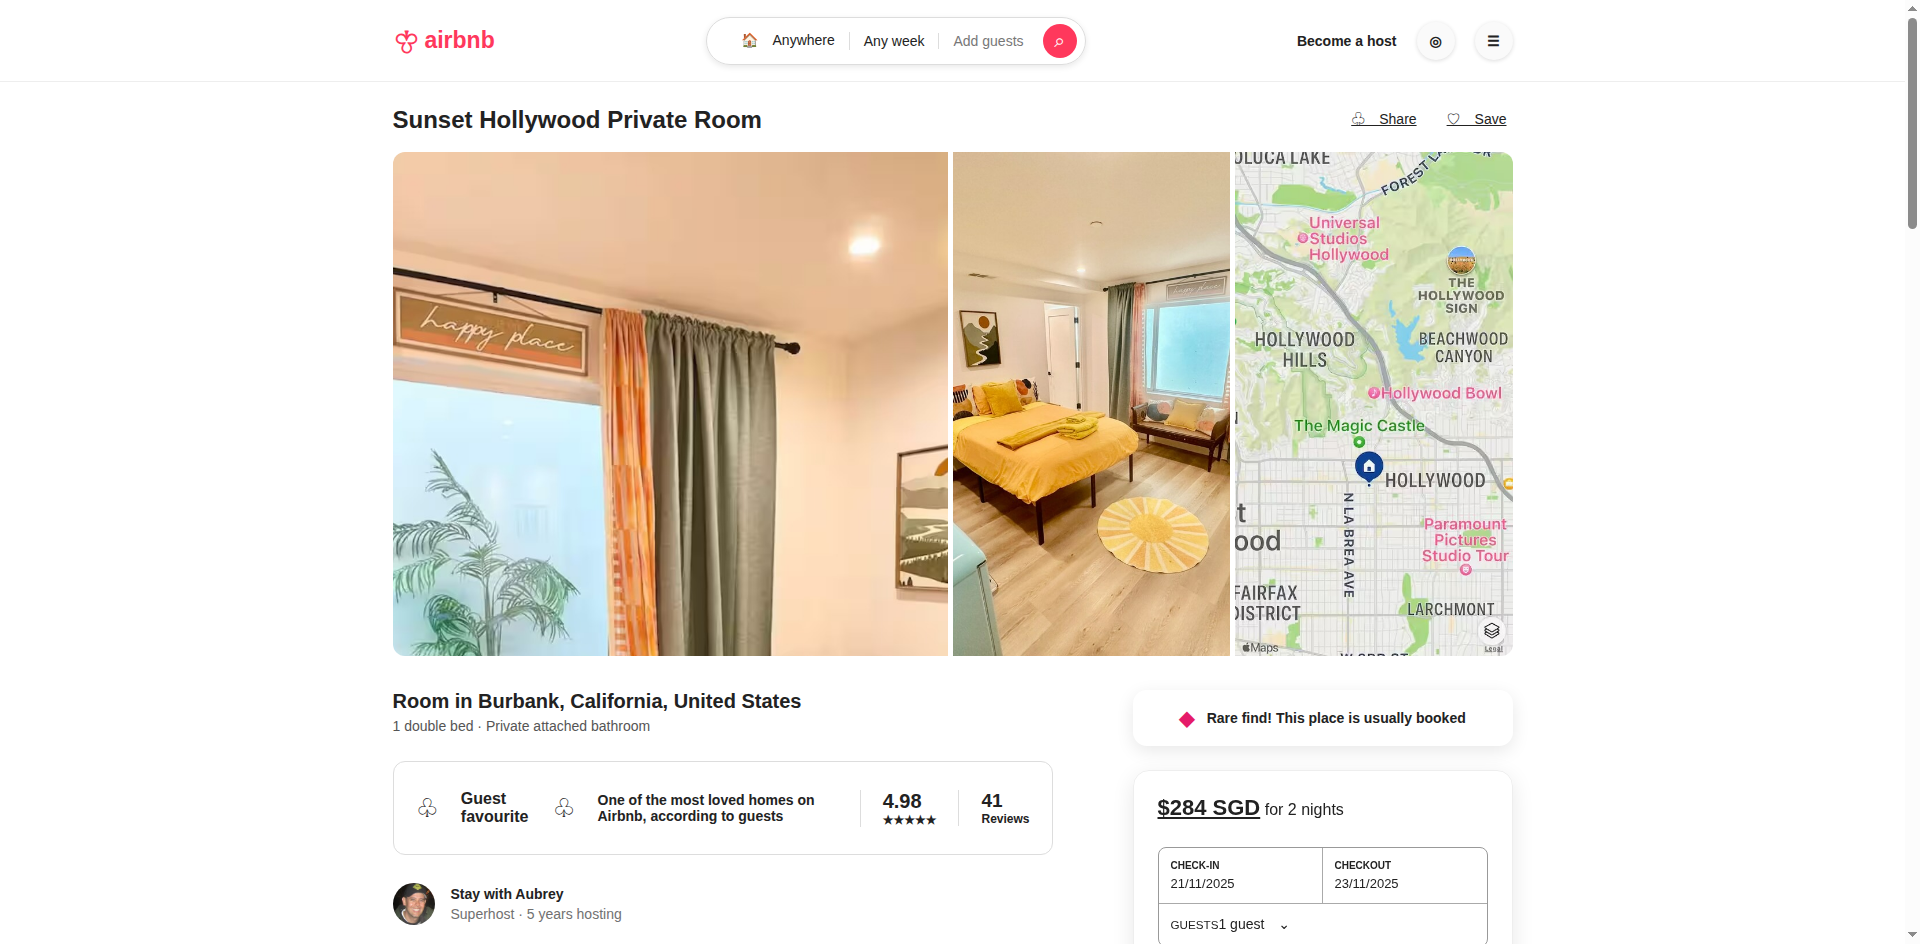 airbnb
Anywhere
Any week
Add guests
Become a host
Sunset Hollywood Private Room
Share
Save
happy place
happy place
OLUCA LAKE
FOREST
Universal
Studios
Hollywood
THE
HOLLYWOOD
SIGN
HOLLYWOOD
HILLS
BEACHWOOD
CANYON
Hollywood Bowl
The Magic Castle
HOLLYWOOD
N LA BREA AVE
t
ood
Paramount
Pictures
Studio Tour
FAIRFAX
DISTRICT
LARCHMONT
Maps
Legal
Room in Burbank, California, United States
1 double bed · Private attached bathroom
Rare find! This place is usually booked
Guest
favourite
One of the most loved homes on
Airbnb, according to guests
4.98
★★★★★
41
Reviews
$284 SGD for 2 nights
CHECK-IN
21/11/2025
CHECKOUT
23/11/2025
GUESTS1 guest
Stay with Aubrey
Superhost · 5 years hosting